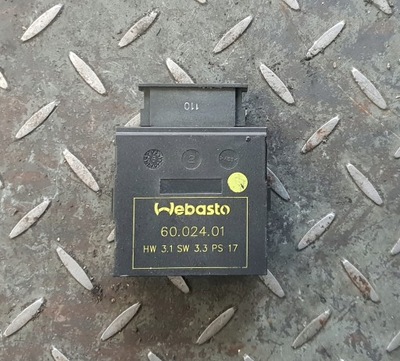 110
Webasto
60.024.01
HW 3.1 SW 3.3 PS 17